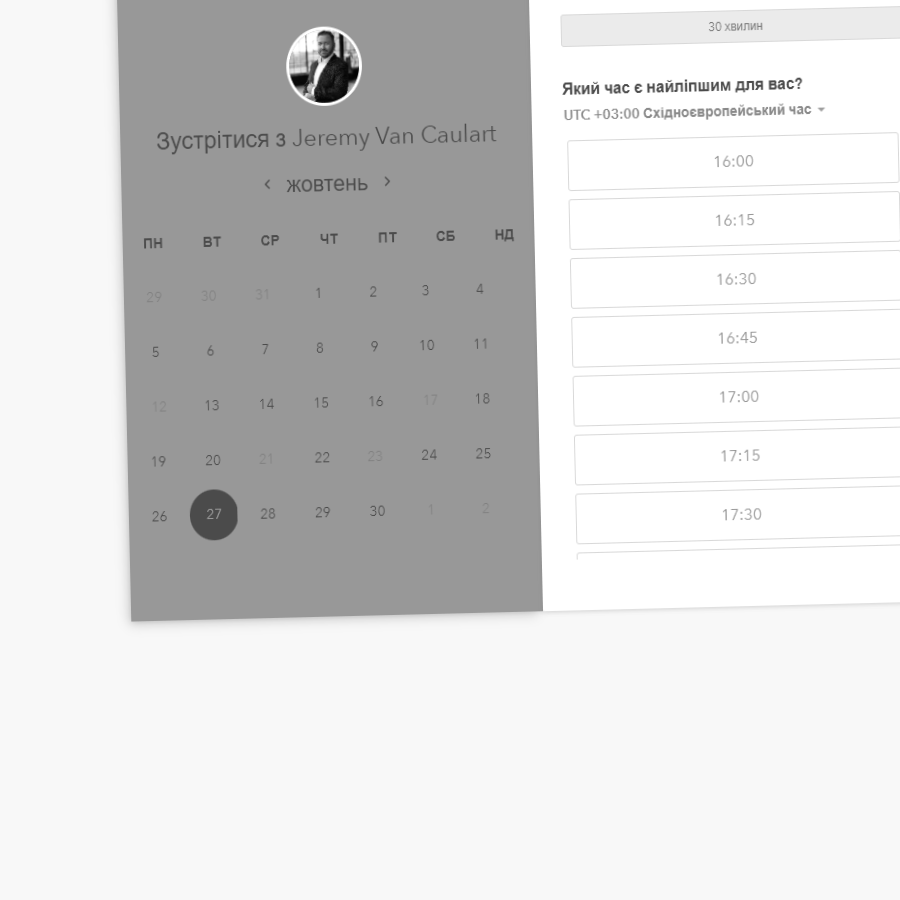 Зустрітися з Jeremy Van Caulart
‹ жовтень ›
ПН ВТ СР ЧТ ПТ СБ НД
29 30 31 1 2 3 4
5 6 7 8 9 10 11
12 13 14 15 16 17 18
19 20 21 22 23 24 25
26 27 28 29 30 1 2
30 хвилин
Який час є найліпшим для вас?
UTC +03:00 Східноєвропейський час
16:00
16:15
16:30
16:45
17:00
17:15
17:30